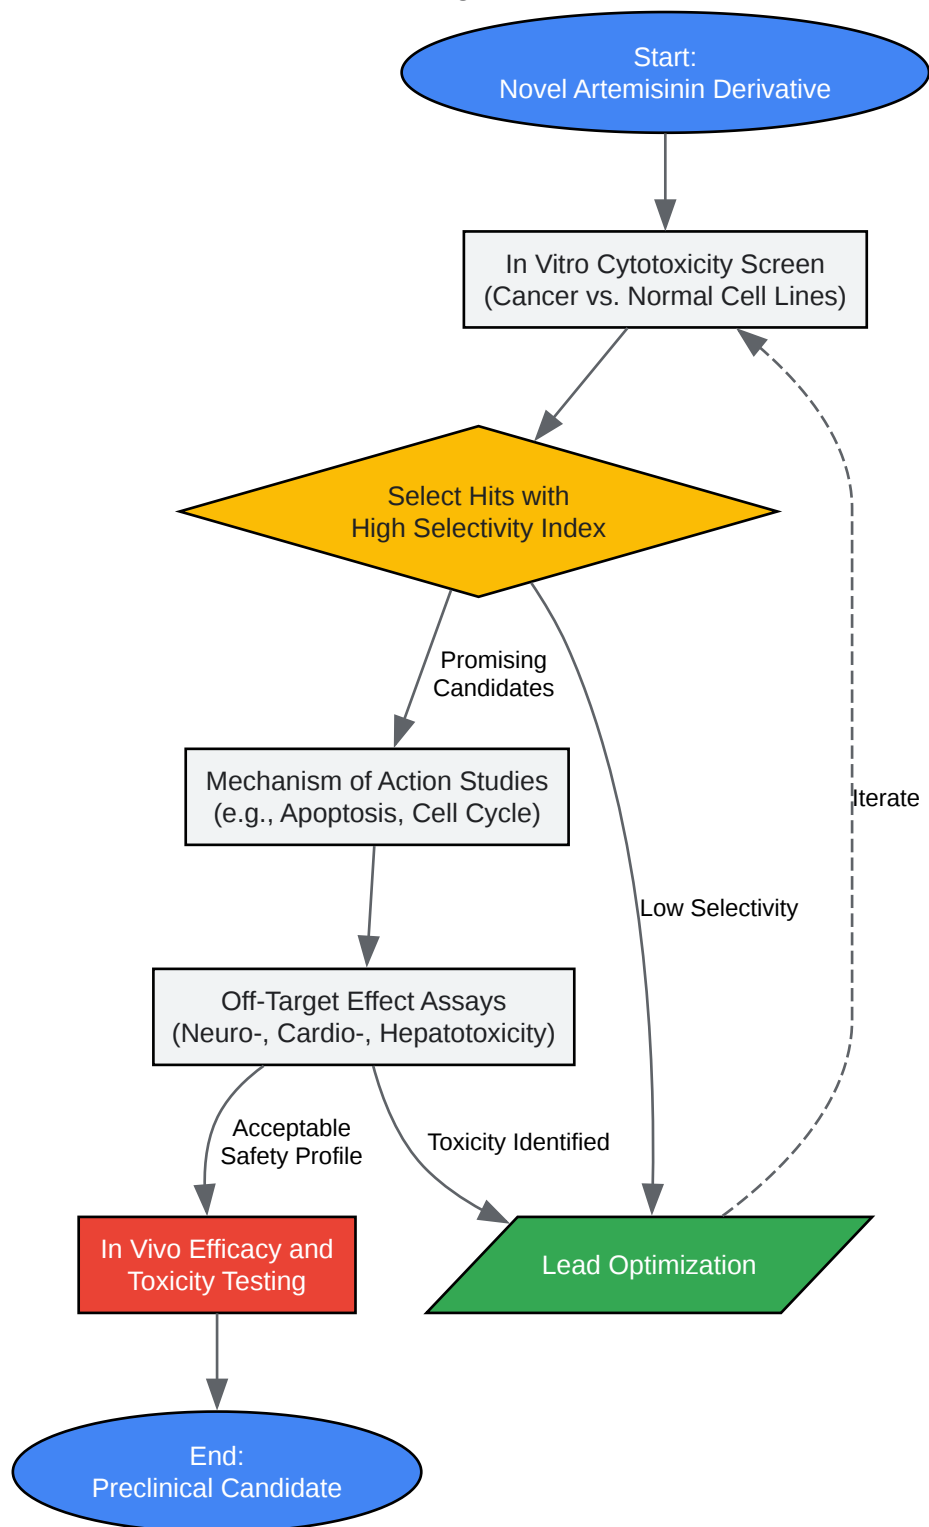 Start:
Novel Artemisinin Derivative
In Vitro Cytotoxicity Screen
(Cancer vs. Normal Cell Lines)
Select Hits with
High Selectivity Index
Promising
Candidates
Mechanism of Action Studies
(e.g., Apoptosis, Cell Cycle)
Iterate
Low Selectivity
Off-Target Effect Assays
(Neuro-, Cardio-, Hepatotoxicity)
Acceptable
Safety Profile
Toxicity Identified
In Vivo Efficacy and
Toxicity Testing
Lead Optimization
End:
Preclinical Candidate